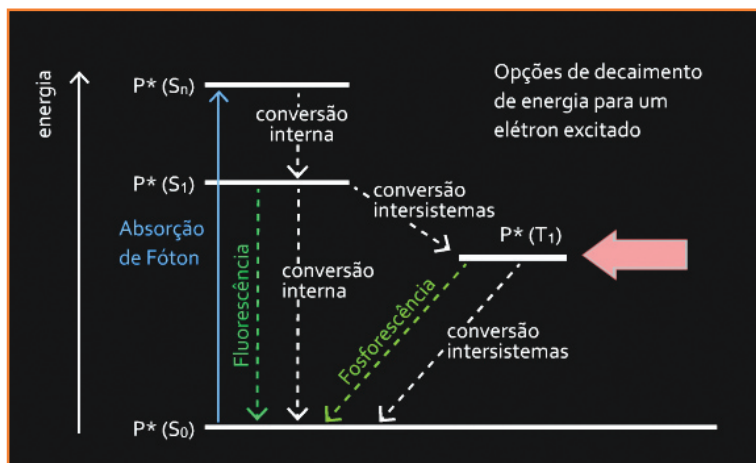 energia
P* (Sn)
conversão
interna
Opções de decaimento
de energia para um
elétron excitado
P* (S1)
conversão
intersistemas
P* (T1)
Absorção
de Fóton
Fluorescência
conversão
interna
Fosforescência
conversão
intersistemas
P* (S0)